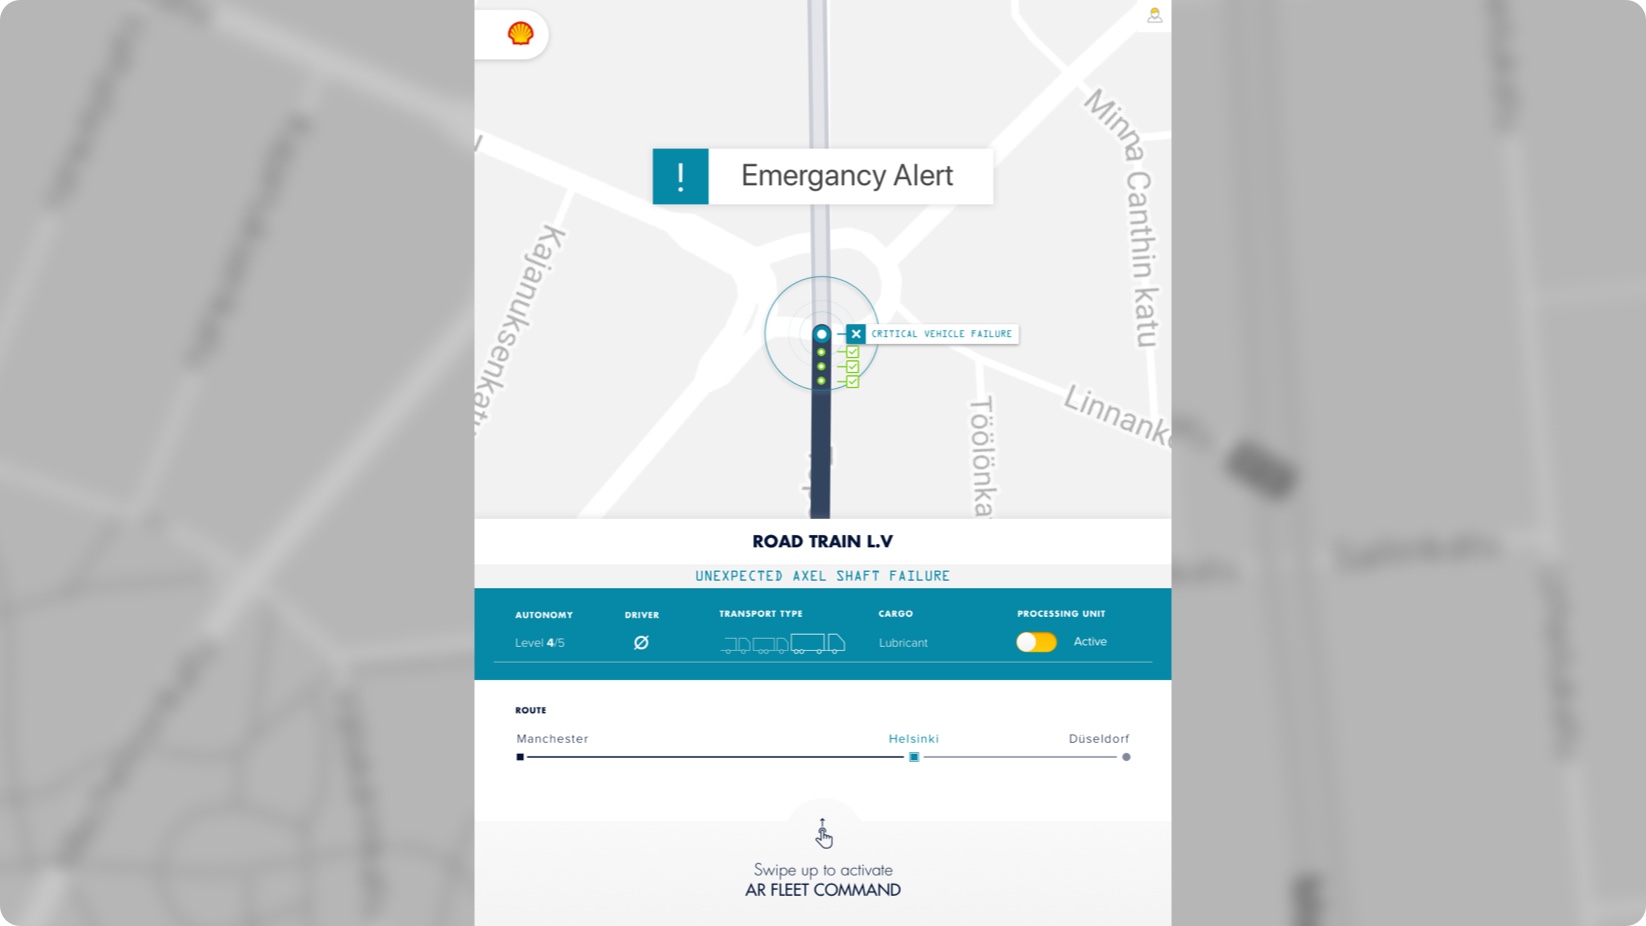 Emergancy Alert
Minna Canthin katu
Kajanuksenkatu
CRITICAL VEHICLE FAILURE
Töölönka
Linnank
ROAD TRAIN L.V
UNEXPECTED AXEL SHAFT FAILURE
AUTONOMY DRIVER TRANSPORT TYPE CARGO PROCESSING UNIT
Level 4/5 Ø Lubricant Active
ROUTE
Manchester Helsinki Düseldorf
Swipe up to activate
AR FLEET COMMAND